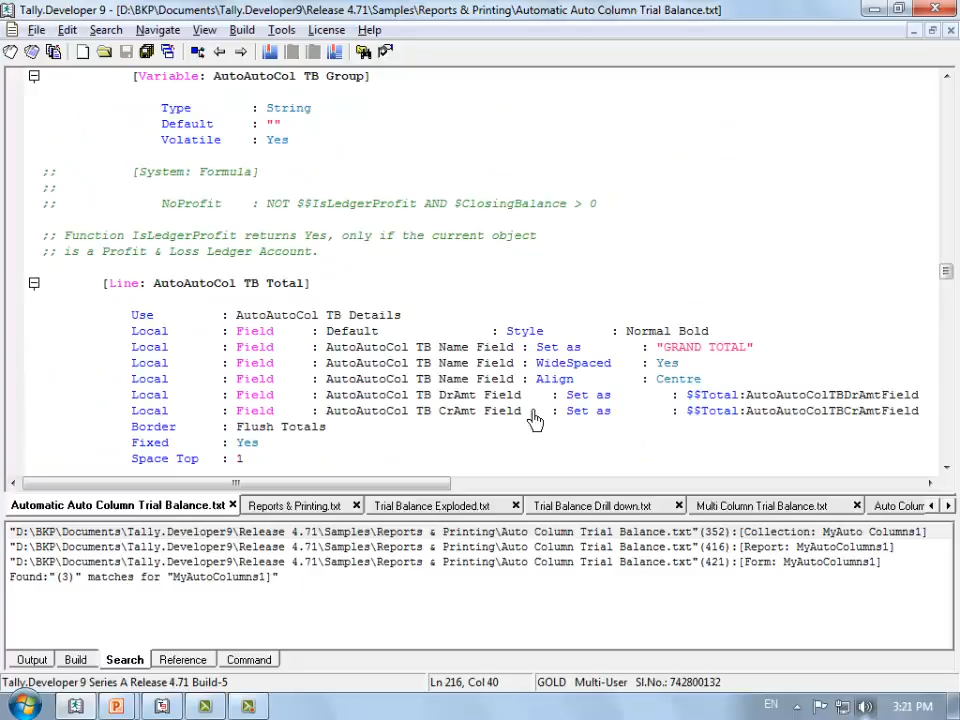 Tally.Developer 9 - [D:\BKP\Documents\Tally.Developer9\Release 4.71\Samples\Reports & Printing\Automatic Auto Column Trial Balance.txt]
File Edit Search Navigate View Build Tools License Help
[Variable: AutoAutoCol TB Group]
Type : String
Default : ""
Volatile : Yes
;; [System: Formula]
;;
;; NoProfit : NOT $$IsLedgerProfit AND $ClosingBalance > 0
;; Function IsLedgerProfit returns Yes, only if the current object
;; is a Profit & Loss Ledger Account.
[Line: AutoAutoCol TB Total]
Use : AutoAutoCol TB Details
Local : Field : Default : Style : Normal Bold
Local : Field : AutoAutoCol TB Name Field : Set as : "GRAND TOTAL"
Local : Field : AutoAutoCol TB Name Field : WideSpaced : Yes
Local : Field : AutoAutoCol TB Name Field : Align : Centre
Local : Field : AutoAutoCol TB DrAmt Field : Set as : $$Total:AutoAutoColTBDrAmtField
Local : Field : AutoAutoCol TB CrAmt Field : Set as : $$Total:AutoAutoColTBCrAmtField
Border : Flush Totals
Fixed : Yes
Space Top : 1
Automatic Auto Column Trial Balance.txt Reports & Printing.txt Trial Balance Exploded.txt Trial Balance Drill down.txt Multi Column Trial Balance.txt Auto Colum
"D:\BKP\Documents\Tally.Developer9\Release 4.71\Samples\Reports & Printing\Auto Column Trial Balance.txt"(352):[Collection: MyAuto Columns1]
"D:\BKP\Documents\Tally.Developer9\Release 4.71\Samples\Reports & Printing\Auto Column Trial Balance.txt"(416):[Report: MyAutoColumns1]
"D:\BKP\Documents\Tally.Developer9\Release 4.71\Samples\Reports & Printing\Auto Column Trial Balance.txt"(421):[Form: MyAutoColumns1]
Found:"(3)" matches for "MyAutoColumns1]"
Output Build Search Reference Command
Tally.Developer 9 Series A Release 4.71 Build-5 Ln 216, Col 40 GOLD Multi-User Sl.No.: 742800132
EN 3:21 PM